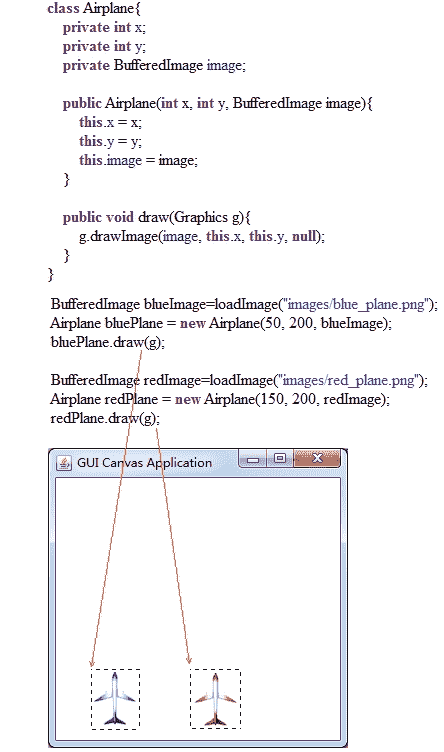 class Airplane{
private int x;
private int y;
private BufferedImage image;
public Airplane(int x, int y, BufferedImage image){
this.x = x;
this.y = y;
this.image = image;
}
public void draw(Graphics g){
g.drawImage(image, this.x, this.y, null);
}
}
BufferedImage blueImage=loadImage("images/blue_plane.png");
Airplane bluePlane = new Airplane(50, 200, blueImage);
bluePlane.draw(g);
BufferedImage redImage=loadImage("images/red_plane.png");
Airplane redPlane = new Airplane(150, 200, redImage);
redPlane.draw(g);
GUI Canvas Application